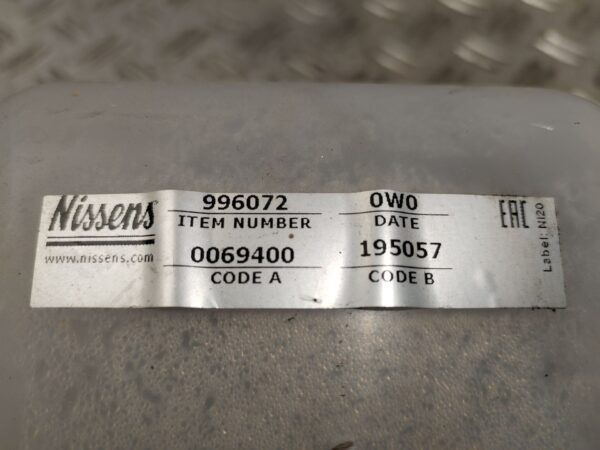 Nissens
www.nissens.com
996072
ITEM NUMBER
0069400
CODE A
0W0
DATE
195057
CODE B
EAC
Label: NI20